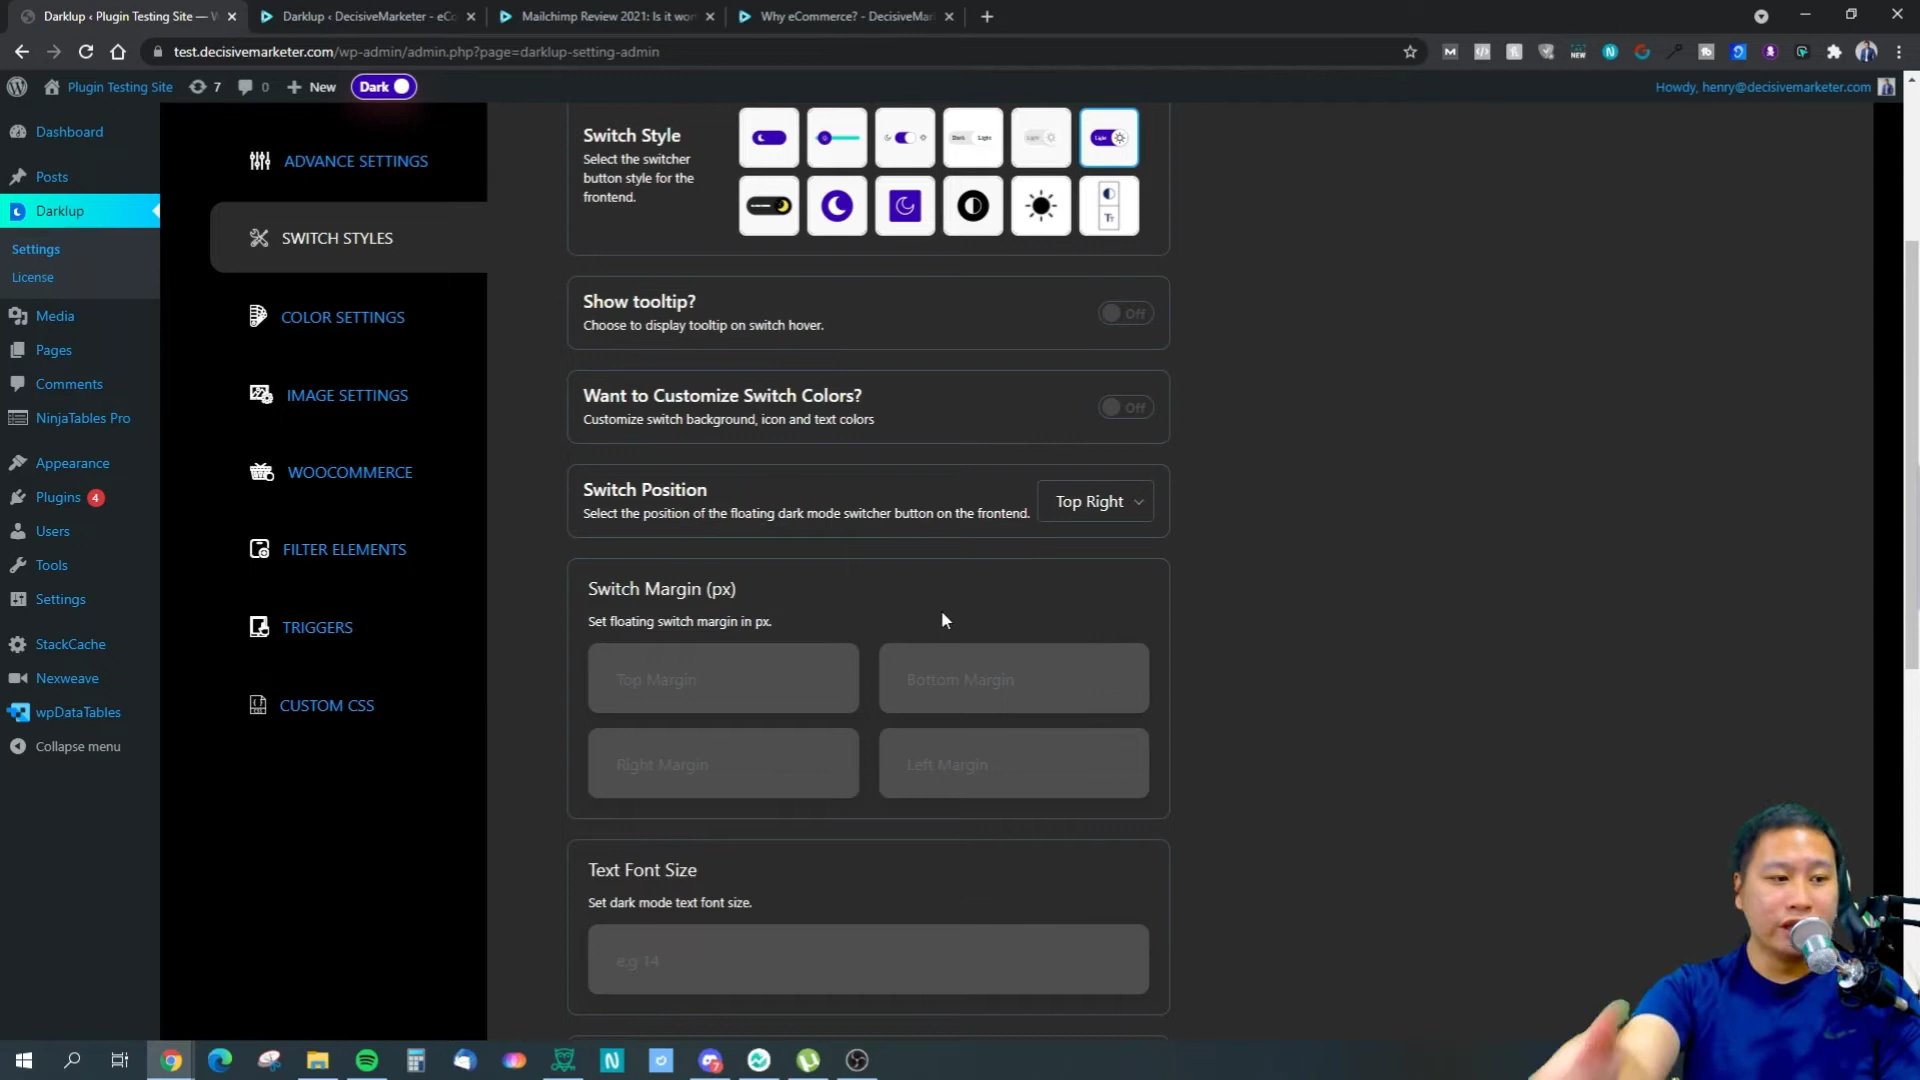 Darklup ‹ Plugin Testing Site — W
Darklup ‹ DecisiveMarketer - eCo
Mailchimp Review 2021: Is it wor
Why eCommerce? - DecisiveMar
test.decisivemarketer.com/wp-admin/admin.php?page=darklup-setting-admin
Plugin Testing Site
7
0
New
Dark
Howdy, henry@decisivemarketer.com
Dashboard
Posts
Darklup
Settings
License
Media
Pages
Comments
NinjaTables Pro
Appearance
Plugins 4
Users
Tools
Settings
StackCache
Nexweave
wpDataTables
Collapse menu
ADVANCE SETTINGS
SWITCH STYLES
COLOR SETTINGS
IMAGE SETTINGS
WOOCOMMERCE
FILTER ELEMENTS
TRIGGERS
CUSTOM CSS
Switch Style
Select the switcher
button style for the
frontend.
Dark Light
Light
Light
Tt
Show tooltip?
Choose to display tooltip on switch hover.
Off
Want to Customize Switch Colors?
Customize switch background, icon and text colors
Off
Switch Position
Select the position of the floating dark mode switcher button on the frontend.
Top Right
Switch Margin (px)
Set floating switch margin in px.
Top Margin
Bottom Margin
Right Margin
Left Margin
Text Font Size
Set dark mode text font size.
e.g 14